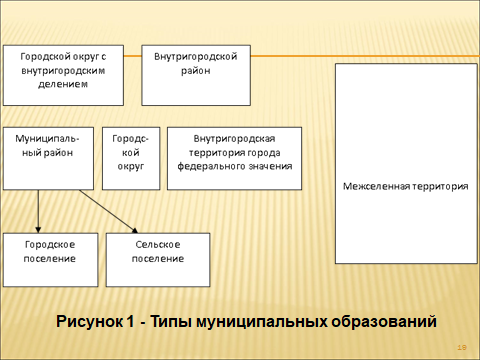 Городской округ с
внутригородским
делением
Внутригородской
район
Муниципаль-
ный район
Городс-
кой
округ
Внутригородская
территория города
федерального значения
Межселенная территория
Городское
поселение
Сельское
поселение
Рисунок 1 - Типы муниципальных образований
18